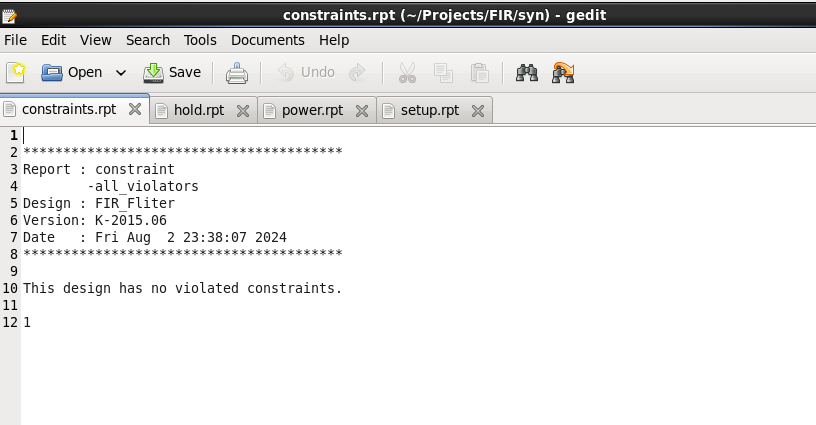 constraints.rpt (~/Projects/FIR/syn) - gedit
File Edit View Search Tools Documents Help
Open Save Undo
constraints.rpt hold.rpt power.rpt setup.rpt
1
2 ****************************************
3 Report : constraint
4         -all_violators
5 Design : FIR_Fliter
6 Version: K-2015.06
7 Date   : Fri Aug  2 23:38:07 2024
8 ****************************************
9
10 This design has no violated constraints.
11
12 1